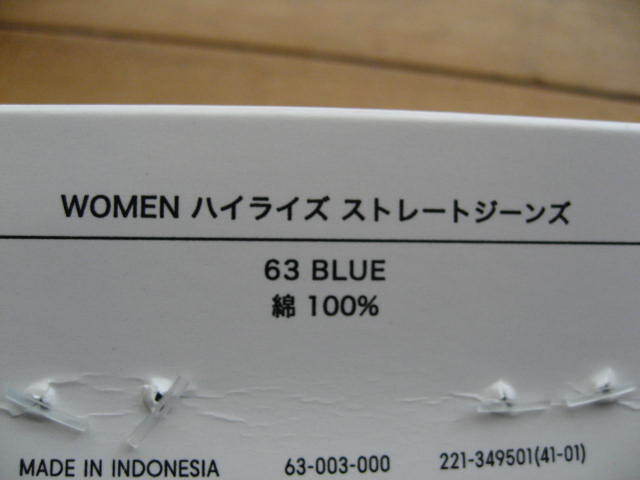 WOMEN ハイライズ ストレートジーンズ
63 BLUE
綿 100%
MADE IN INDONESIA 63-003-000 221-349501(41-01)